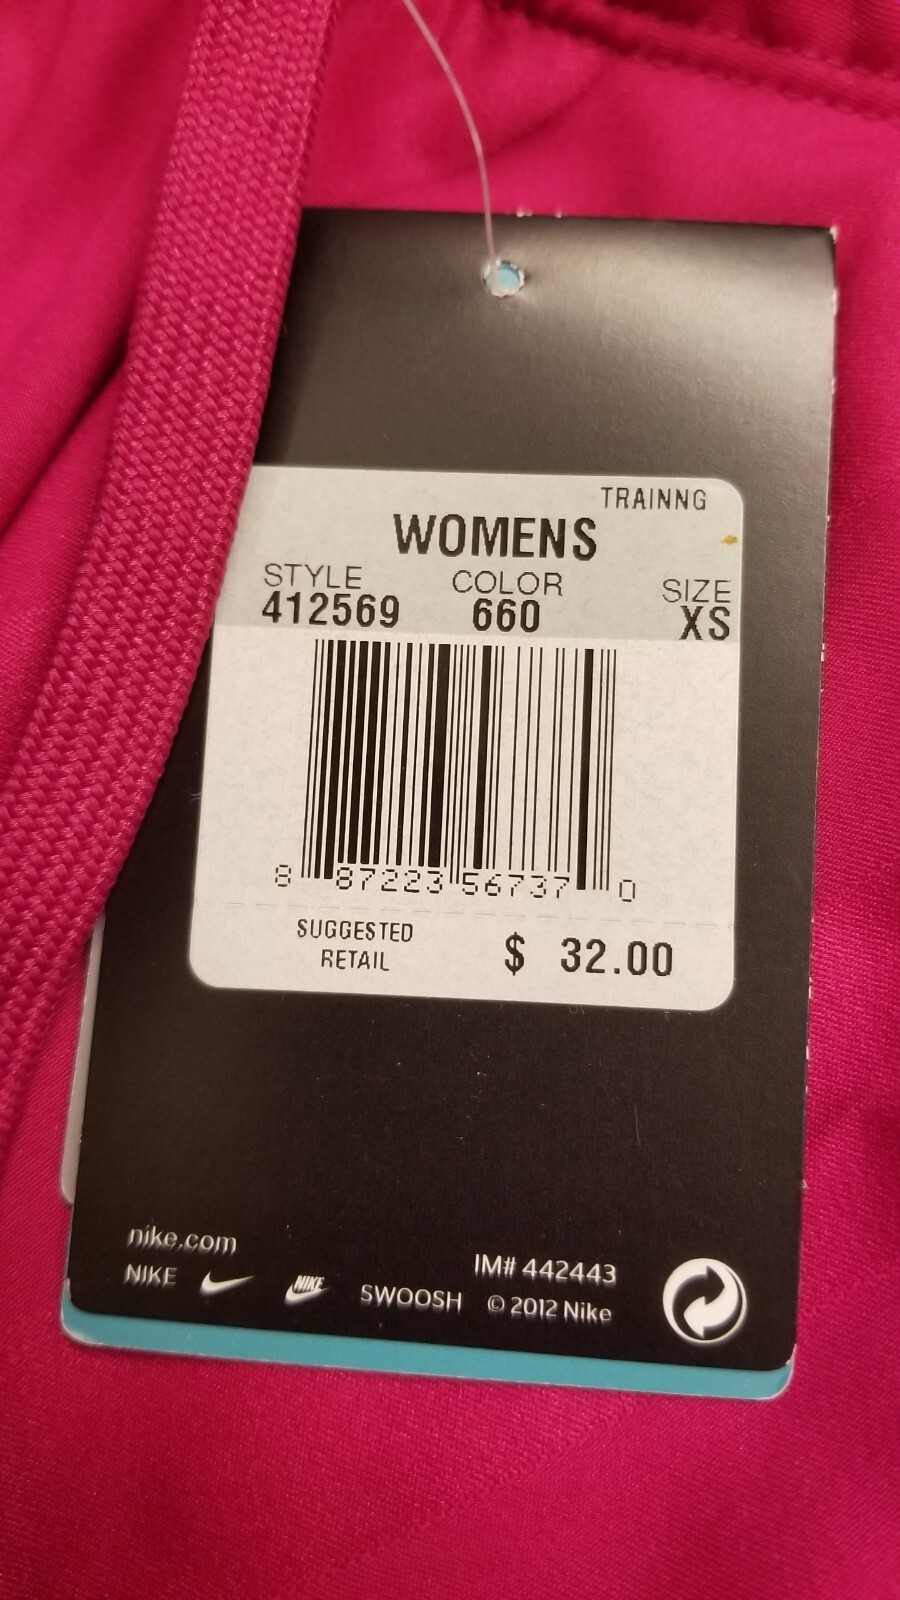 TRAINNG
WOMENS
STYLE COLOR SIZE
412569 660 XS
8 87223 56737 0
SUGGESTED
RETAIL $ 32.00
nike.com
NIKE NIKE SWOOSH IM# 442443
© 2012 Nike